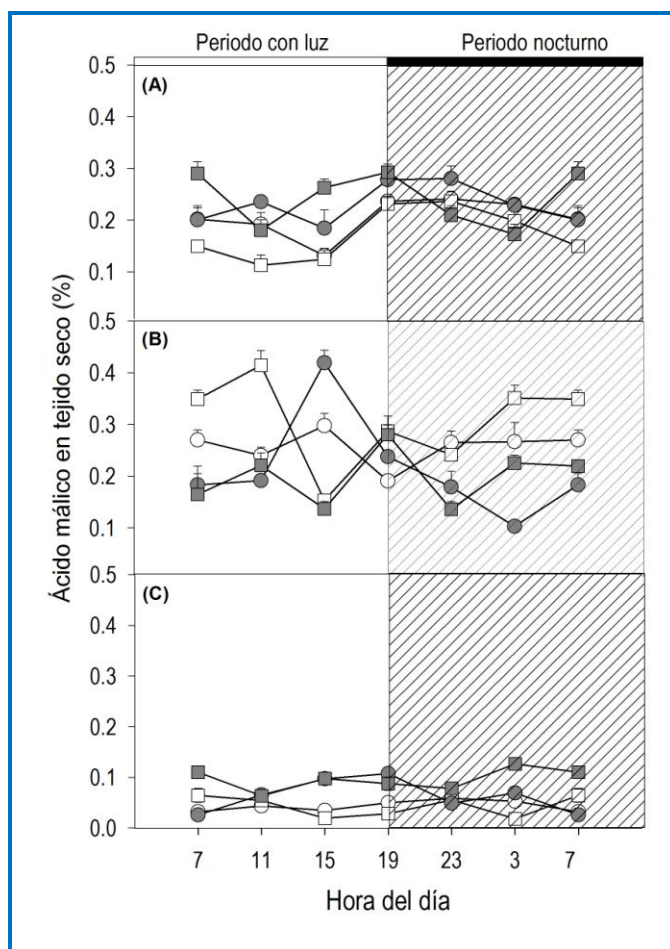 Periodo con luz Periodo nocturno
0.5
(A)
0.4
0.3
0.2
0.1
0.5
(B)
0.4
0.3
0.2
0.1
0.5
(C)
0.4
0.3
0.2
0.1
0.0
Ácido málico en tejido seco (%)
7 11 15 19 23 3 7
Hora del día